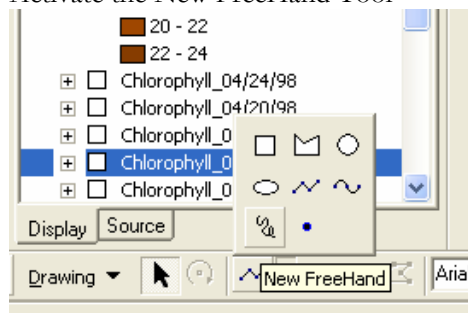 Activate the New FreeHand Tool
20 - 22
22 - 24
Chlorophyll_04/24/98
Chlorophyll_04/20/98
Chlorophyll_0
Chlorophyll_0
Chlorophyll_0
Display Source
Drawing
New FreeHand
Aria